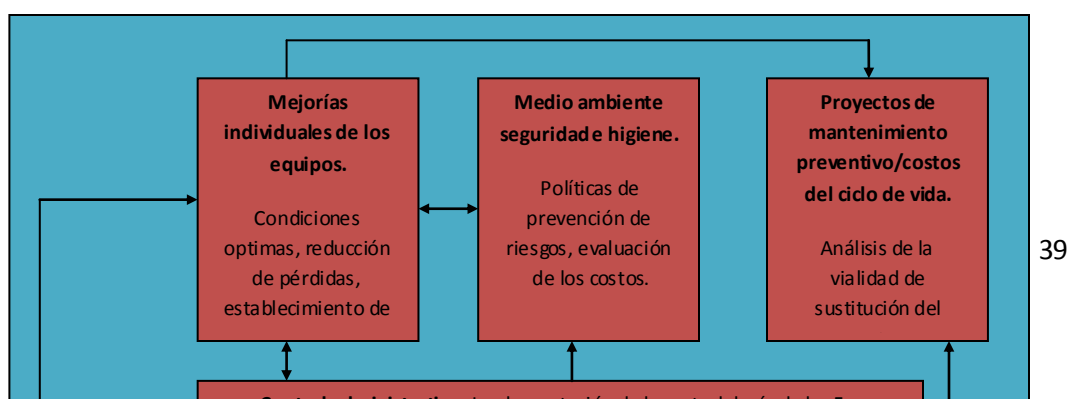 Mejorías
individuales de los
equipos.
Condiciones
optimas, reducción
de pérdidas,
establecimiento de
Medio ambiente
seguridad e higiene.
Políticas de
prevención de
riesgos, evaluación
de los costos.
Proyectos de
mantenimiento
preventivo/costos
del ciclo de vida.
Análisis de la
vialidad de
sustitución del
39